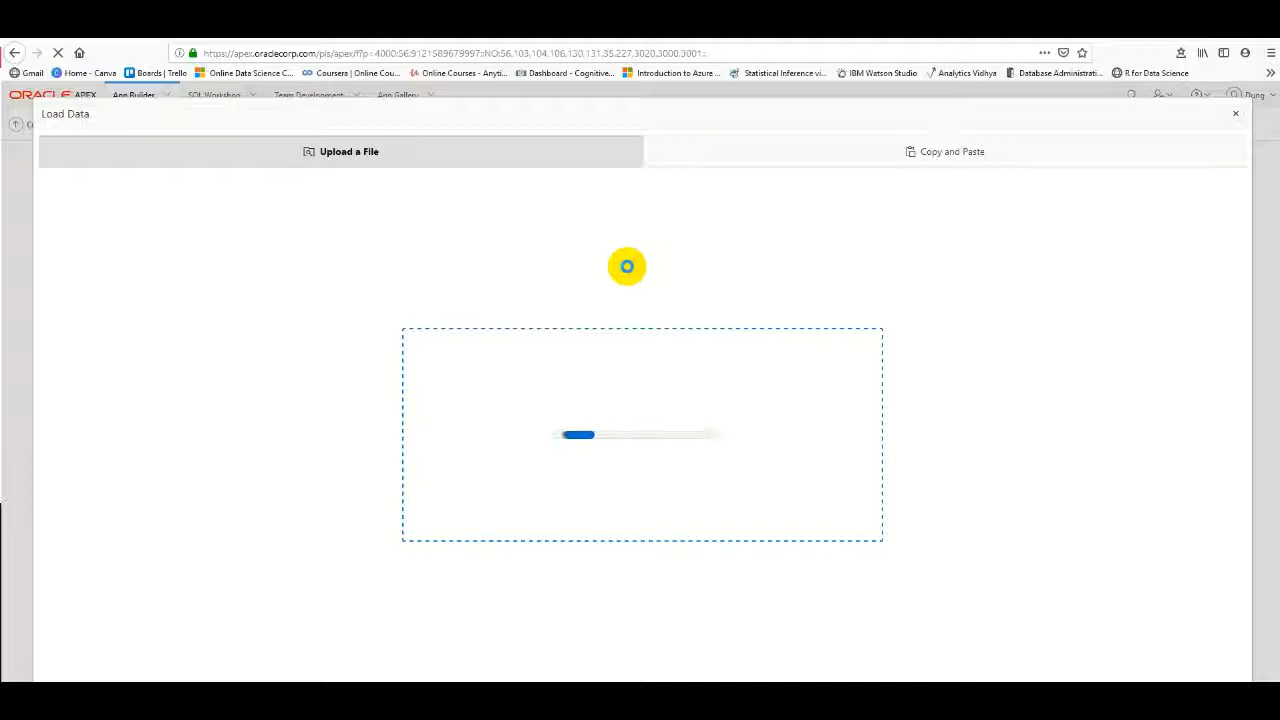 https://apex.oraclecorp.com/pls/apex/f?p=4000:56:9121589679997::NO:56,103,104,106,130,131,35,227,3020,3000,3001::
Gmail Home - Canva Boards | Trello Online Data Science C... Coursera | Online Cou... Online Courses - Anyti... Dashboard - Cognitive... Introduction to Azure ... Statistical Inference vi... IBM Watson Studio Analytics Vidhya Database Administrati... R for Data Science
ORACLE APEX App Builder SQL Workshop Team Development App Gallery Dung
Load Data
Upload a File Copy and Paste